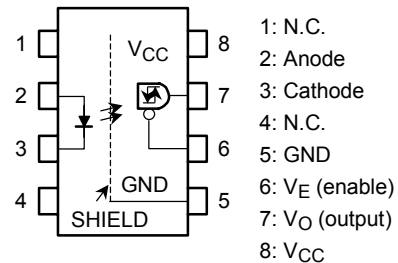 1
2
3
4
VCC
GND
SHIELD
8
7
6
5
1: N.C.
2: Anode
3: Cathode
4: N.C.
5: GND
6: VE (enable)
7: VO (output)
8: VCC